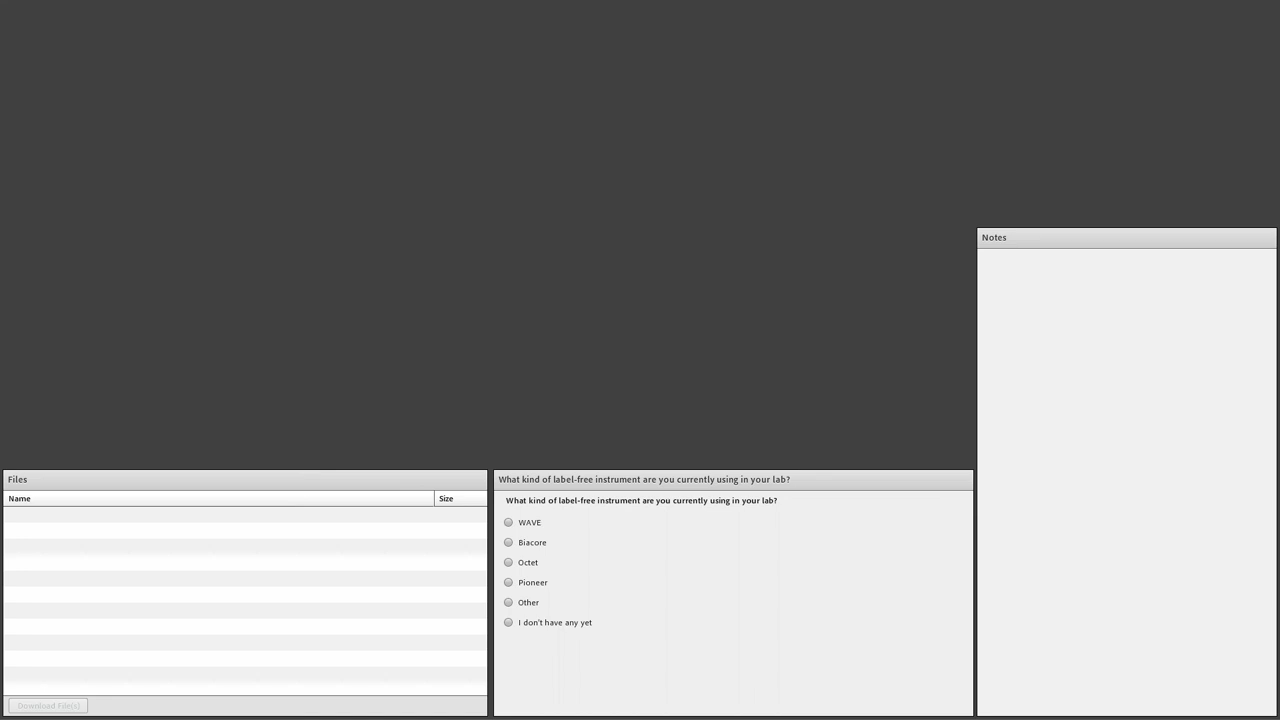 Notes
Files
Name Size
Download File(s)
What kind of label-free instrument are you currently using in your lab?
What kind of label-free instrument are you currently using in your lab?
WAVE
Biacore
Octet
Pioneer
Other
I don't have any yet